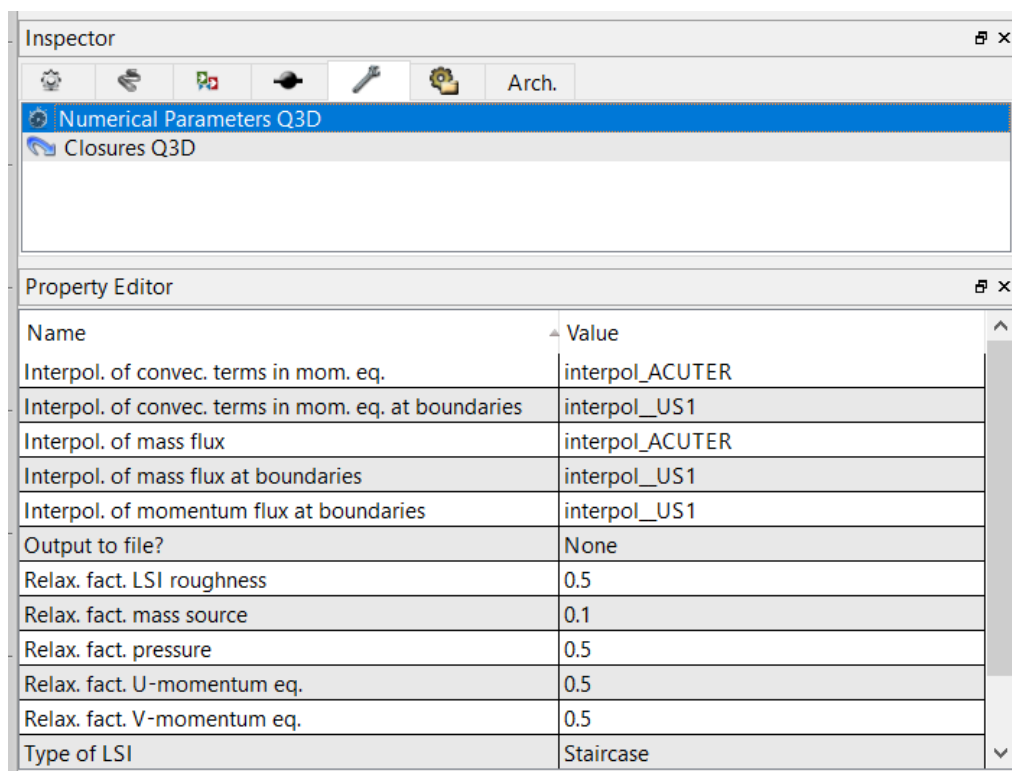 Inspector
Arch.
Numerical Parameters Q3D
Closures Q3D
Property Editor
Name Value
Interpol. of convec. terms in mom. eq. interpol_ACUTER
Interpol. of convec. terms in mom. eq. at boundaries interpol__US1
Interpol. of mass flux interpol_ACUTER
Interpol. of mass flux at boundaries interpol__US1
Interpol. of momentum flux at boundaries interpol__US1
Output to file? None
Relax. fact. LSI roughness 0.5
Relax. fact. mass source 0.1
Relax. fact. pressure 0.5
Relax. fact. U-momentum eq. 0.5
Relax. fact. V-momentum eq. 0.5
Type of LSI Staircase